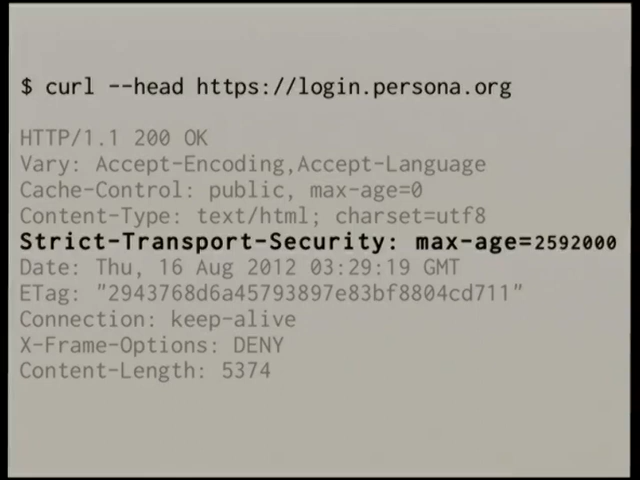 $ curl --head https://login.persona.org
HTTP/1.1 200 OK
Vary: Accept-Encoding,Accept-Language
Cache-Control: public, max-age=0
Content-Type: text/html; charset=utf8
Strict-Transport-Security: max-age=2592000
Date: Thu, 16 Aug 2012 03:29:19 GMT
ETag: "2943768d6a45793897e83bf8804cd711"
Connection: keep-alive
X-Frame-Options: DENY
Content-Length: 5374